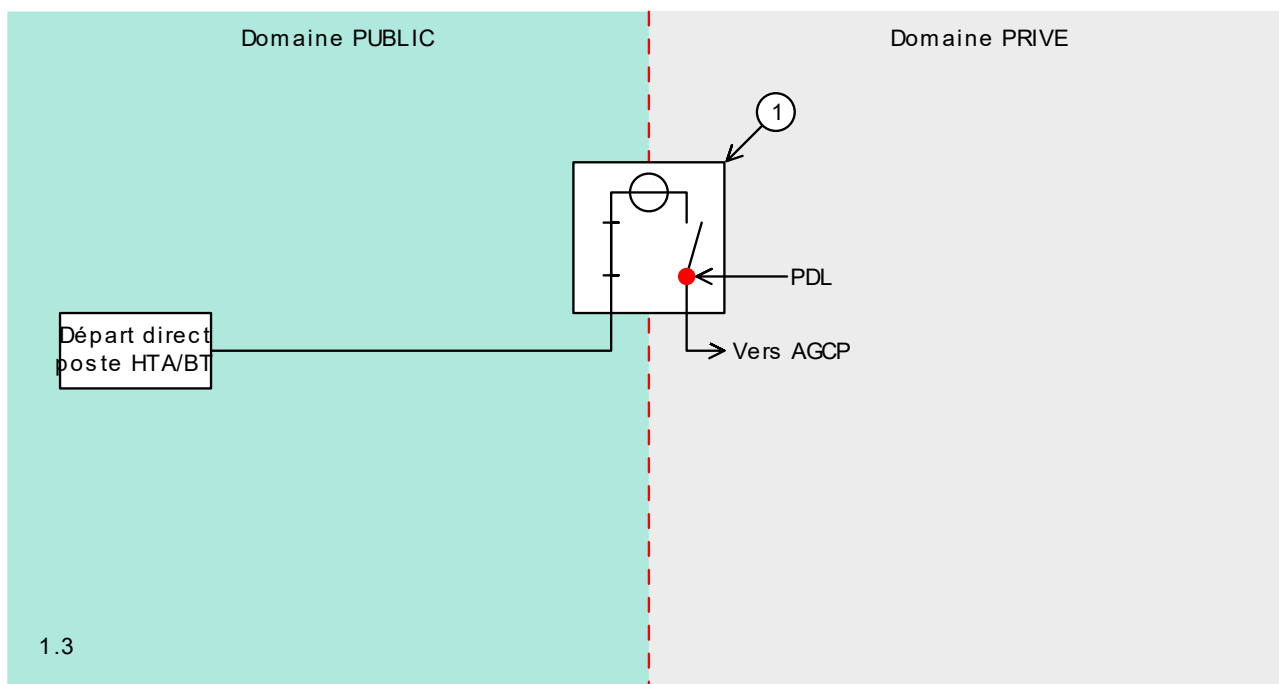 Domaine PUBLIC
Domaine PRIVE
1
PDL
Départ direct
poste HTA/BT
Vers AGCP
1.3